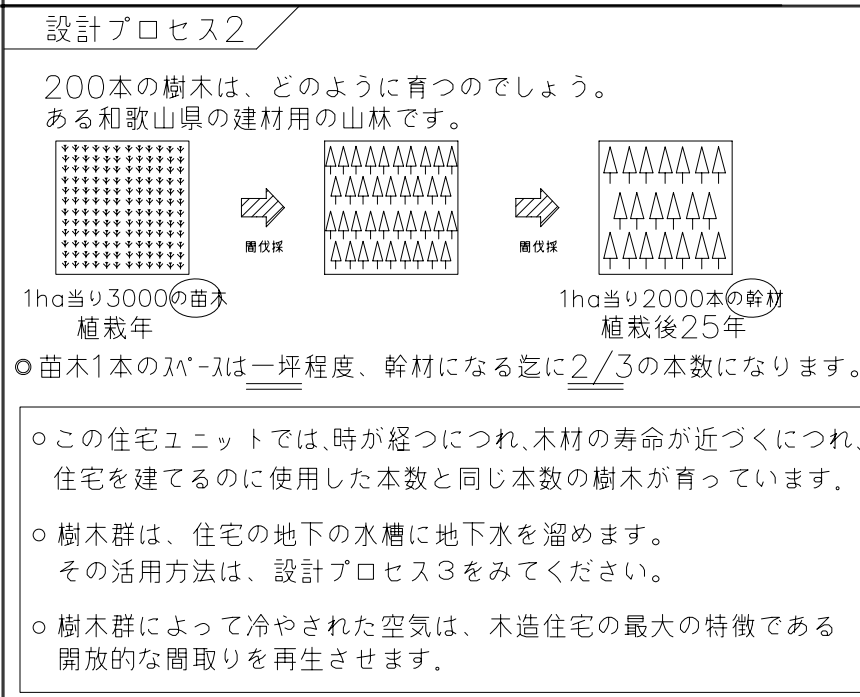 設計プロセス2
200本の樹木は、どのように育つのでしょう。
ある和歌山県の建材用の山林です。
間伐採
間伐採
1ha当り3000の苗木
植栽年
1ha当り2000本の幹材
植栽後25年
◎苗木1本のスペースは一坪程度、幹材になる迄に2/3の本数になります。
○この住宅ユニットでは、時が経つにつれ、木材の寿命が近づくにつれ、
住宅を建てるのに使用した本数と同じ本数の樹木が育っています。
○樹木群は、住宅の地下の水槽に地下水を溜めます。
その活用方法は、設計プロセス3をみてください。
○樹木群によって冷やされた空気は、木造住宅の最大の特徴である
開放的な間取りを再生させます。